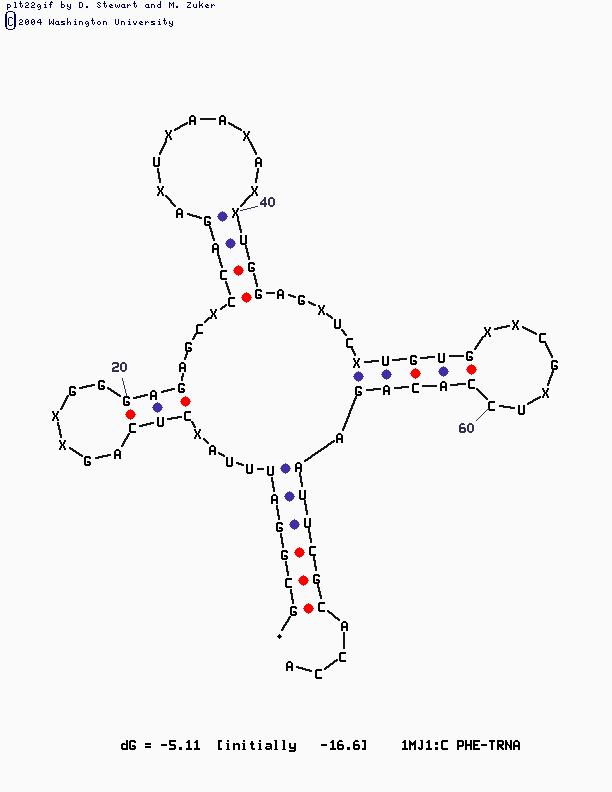 plt22gif by D. Stewart and M. Zuker
©2004 Washington University
G C G G A U U U A X C U C A G X X G G G A G A G C X C C A G A X U X A A X A X X U G G A G X U C X U G U G X X C G X U C C A C A G A A U U C G C A C C A
40
20
60
dG = -5.11 [initially -16.6] 1MJ1:C PHE-TRNA